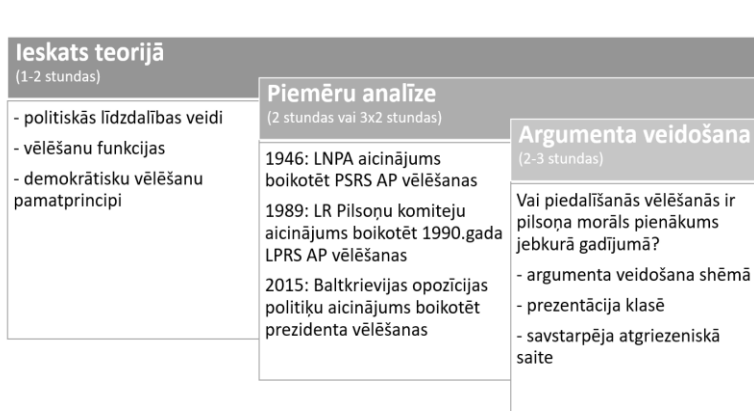 Ieskats teorijā
(1-2 stundas)
- politiskās līdzdalības veidi
- vēlēšanu funkcijas
- demokrātisku vēlēšanu
pamatprincipi
Piemēru analīze
(2 stundas vai 3x2 stundas)
1946: LNPA aicinājums
boikotēt PSRS AP vēlēšanas
1989: LR Pilsoņu komiteju
aicinājums boikotēt 1990.gada
LPRS AP vēlēšanas
2015: Baltkrievijas opozīcijas
politiķu aicinājums boikotēt
prezidenta vēlēšanas
Argumenta veidošana
(2-3 stundas)
Vai piedalīšanās vēlēšanās ir
pilsoņa morāls pienākums
jebkurā gadījumā?
- argumenta veidošana shēmā
- prezentācija klasē
- savstarpēja atgriezeniskā
saite